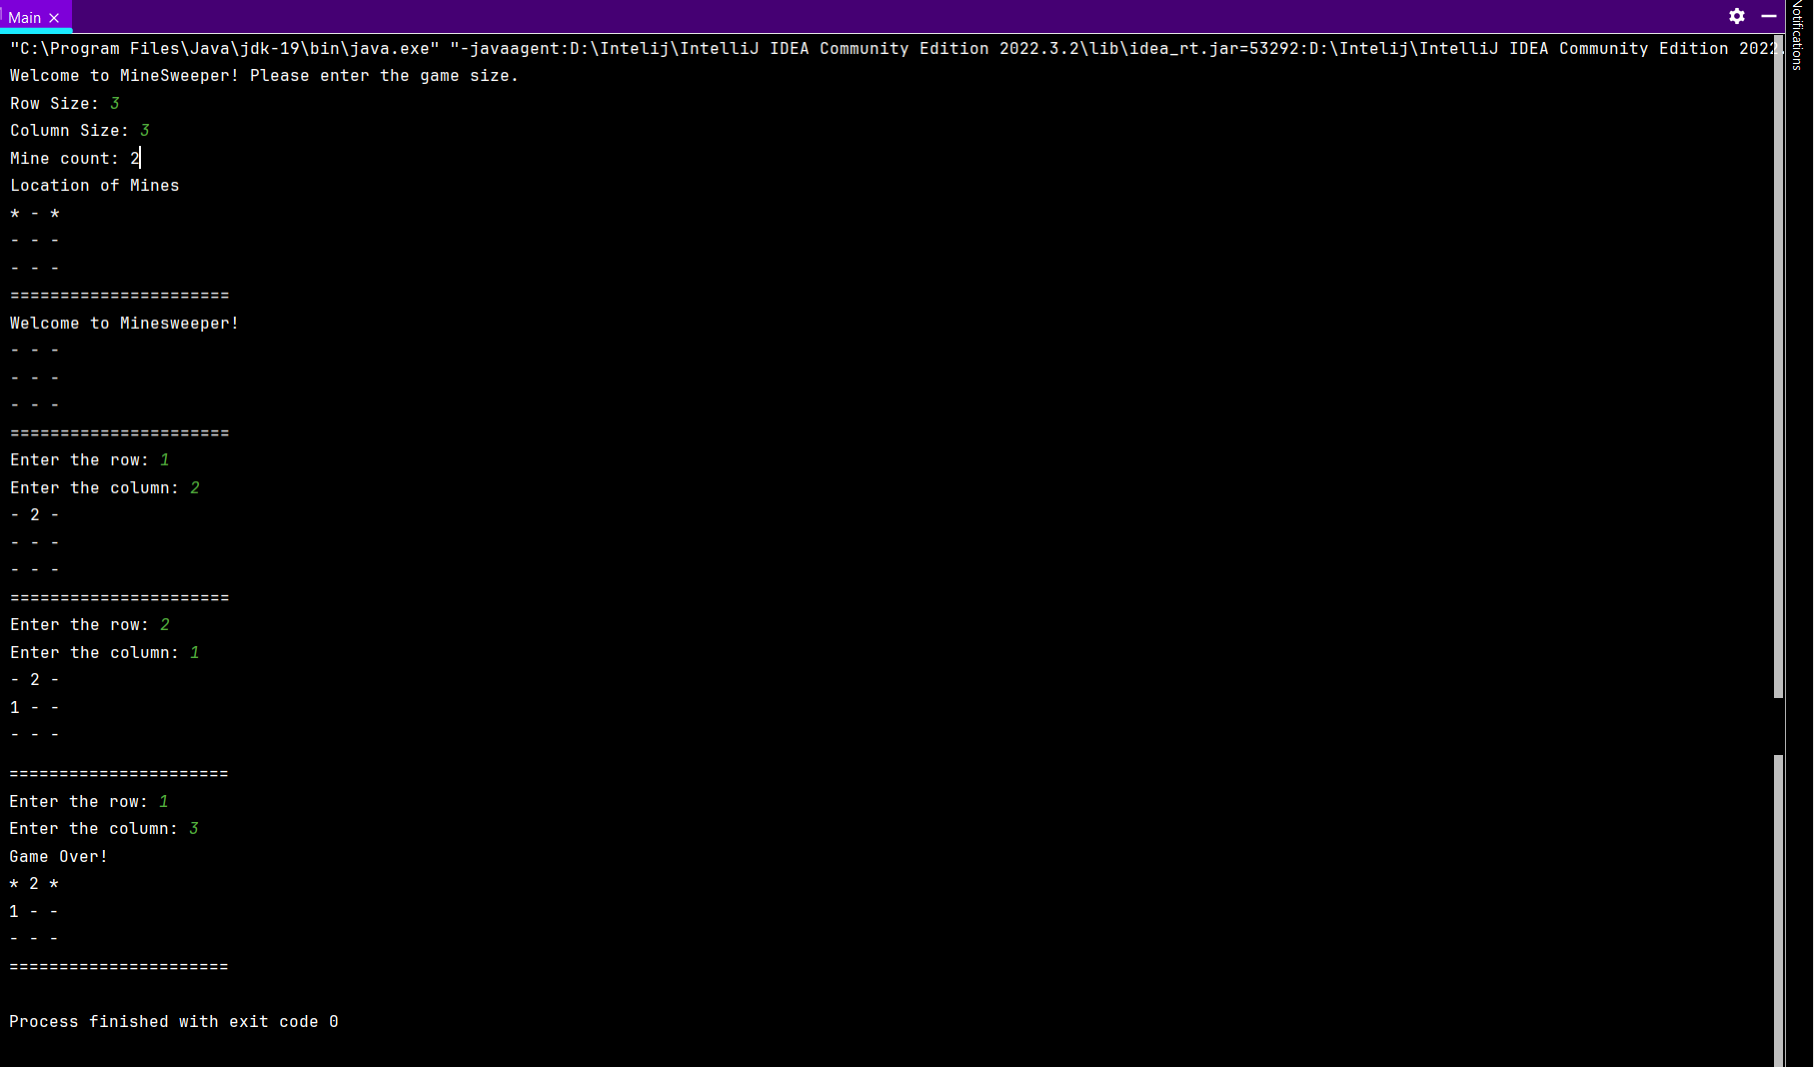 Main
Notifications
"C:\Program Files\Java\jdk-19\bin\java.exe" "-javaagent:D:\Intelij\IntelliJ IDEA Community Edition 2022.3.2\lib\idea_rt.jar=53292:D:\Intelij\IntelliJ IDEA Community Edition 2022.
Welcome to MineSweeper! Please enter the game size.
Row Size: 3
Column Size: 3
Mine count: 2
Location of Mines
* - *
- - -
- - -
======================
Welcome to Minesweeper!
- - -
- - -
- - -
======================
Enter the row: 1
Enter the column: 2
- 2 -
- - -
- - -
======================
Enter the row: 2
Enter the column: 1
- 2 -
1 - -
- - -
======================
Enter the row: 1
Enter the column: 3
Game Over!
* 2 *
1 - -
- - -
======================
Process finished with exit code 0